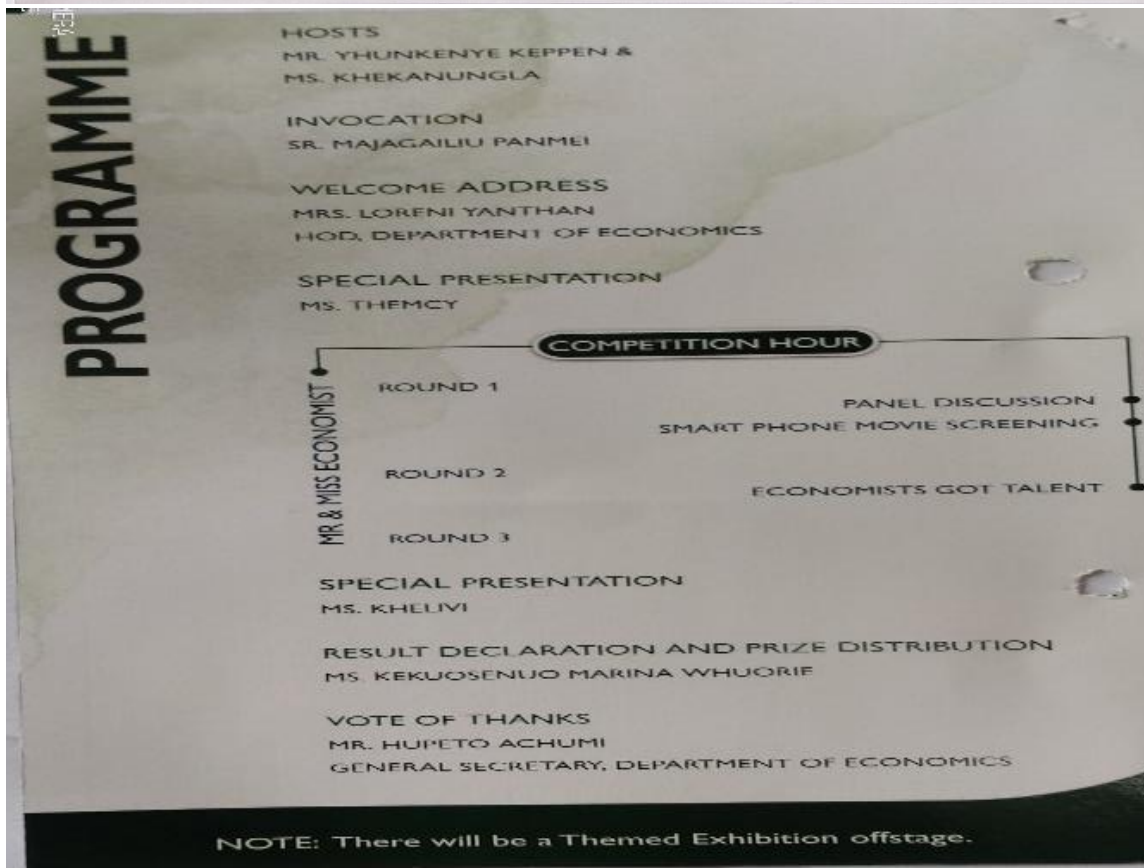 PROGRAMME
HOSTS
MR. YHUNKENYE KEPPEN &
MS. KHEKANUNGLA
INVOCATION
SR. MAJAGAILIU PANMEI
WELCOME ADDRESS
MRS. LORENI YANTHAN
HOD, DEPARTMENT OF ECONOMICS
SPECIAL PRESENTATION
MS. THEMCY
COMPETITION HOUR
MR & MISS ECONOMIST
ROUND 1
PANEL DISCUSSION
SMART PHONE MOVIE SCREENING
ROUND 2
ECONOMISTS GOT TALENT
ROUND 3
SPECIAL PRESENTATION
MS. KHELIVI
RESULT DECLARATION AND PRIZE DISTRIBUTION
MS. KEKUOSENUO MARINA WHUORIE
VOTE OF THANKS
MR. HUPETO ACHUMI
GENERAL SECRETARY, DEPARTMENT OF ECONOMICS
NOTE: There will be a Themed Exhibition offstage.